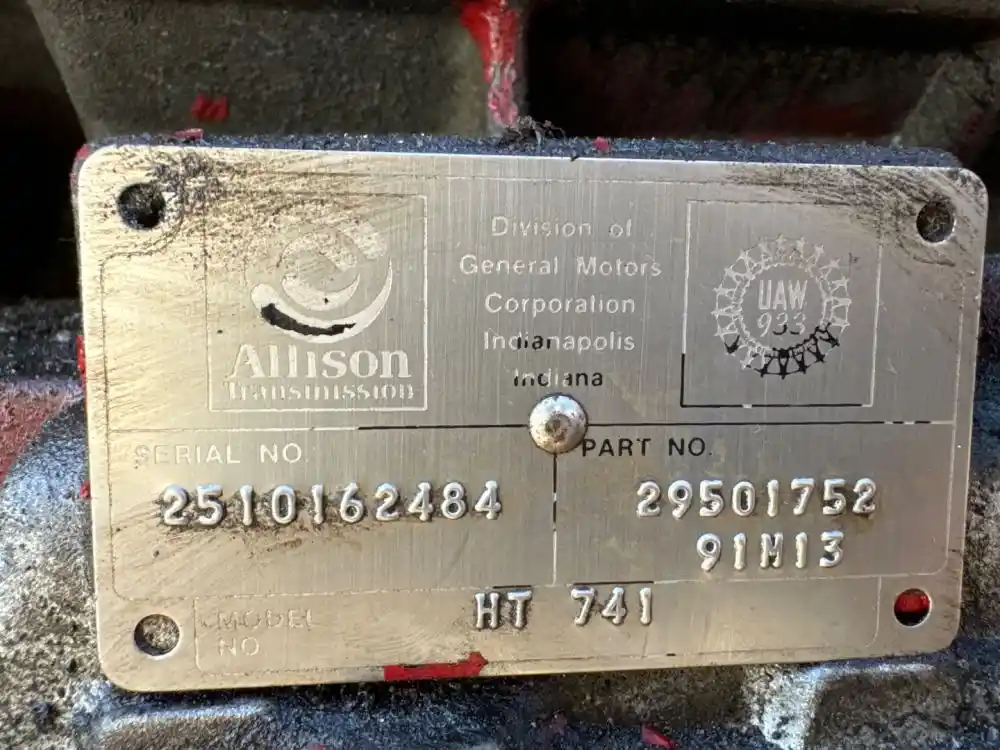 Allison
Transmission
Division of
General Motors
Corporation
Indianapolis
Indiana
UAW
933
SERIAL NO.
2510162484
PART NO.
29501752
91M13
MODEL
NO
HT 741